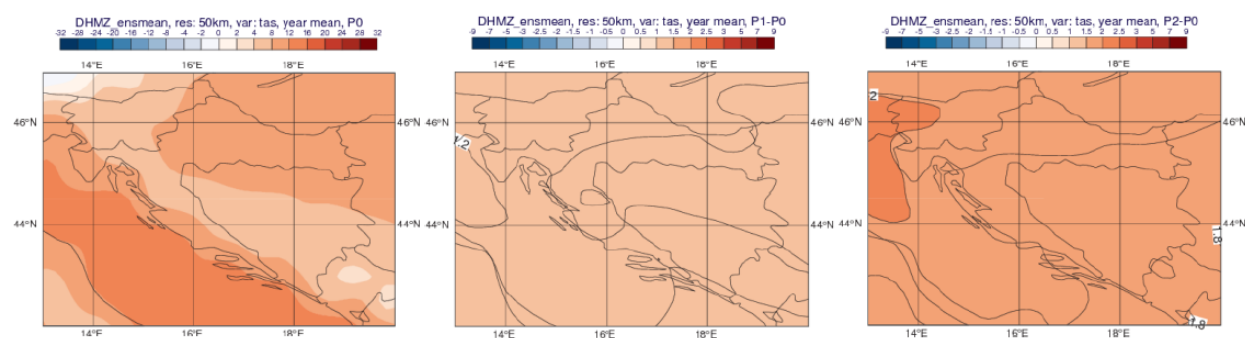 DHMZ_ensmean, res: 50km, var: tas, year mean, P0
-32 -28 -24 -20 -16 -12 -8 -4 -2 0 2 4 8 12 16 20 24 28 32
14°E 16°E 18°E
46°N 46°N
44°N 44°N
14°E 16°E 18°E
DHMZ_ensmean, res: 50km, var: tas, year mean, P1-P0
-9 -7 -5 -3 -2.5 -2 -1.5 -1 -0.5 0 0.5 1 1.5 2 2.5 3 5 7 9
14°E 16°E 18°E
46°N 46°N
1.2
44°N 44°N
14°E 16°E 18°E
DHMZ_ensmean, res: 50km, var: tas, year mean, P2-P0
-9 -7 -5 -3 -2.5 -2 -1.5 -1 -0.5 0 0.5 1 1.5 2 2.5 3 5 7 9
14°E 16°E 18°E
2
46°N 46°N
44°N 44°N
1.8
1.8
14°E 16°E 18°E